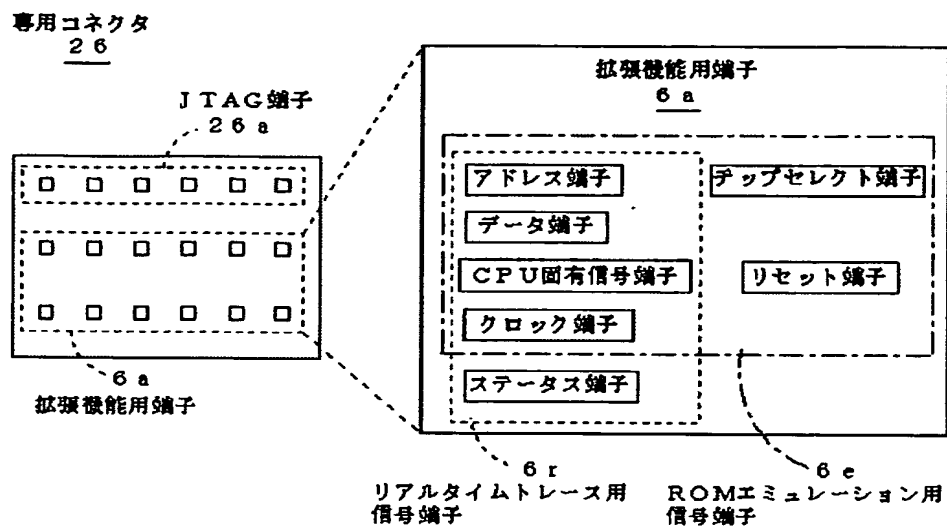 専用コネクタ
26
JTAG端子
26a
6a
拡張機能用端子
拡張機能用端子
6a
アドレス端子
チップセレクト端子
データ端子
CPU固有信号端子
リセット端子
クロック端子
ステータス端子
6r
リアルタイムトレース用
信号端子
6e
ROMエミュレーション用
信号端子